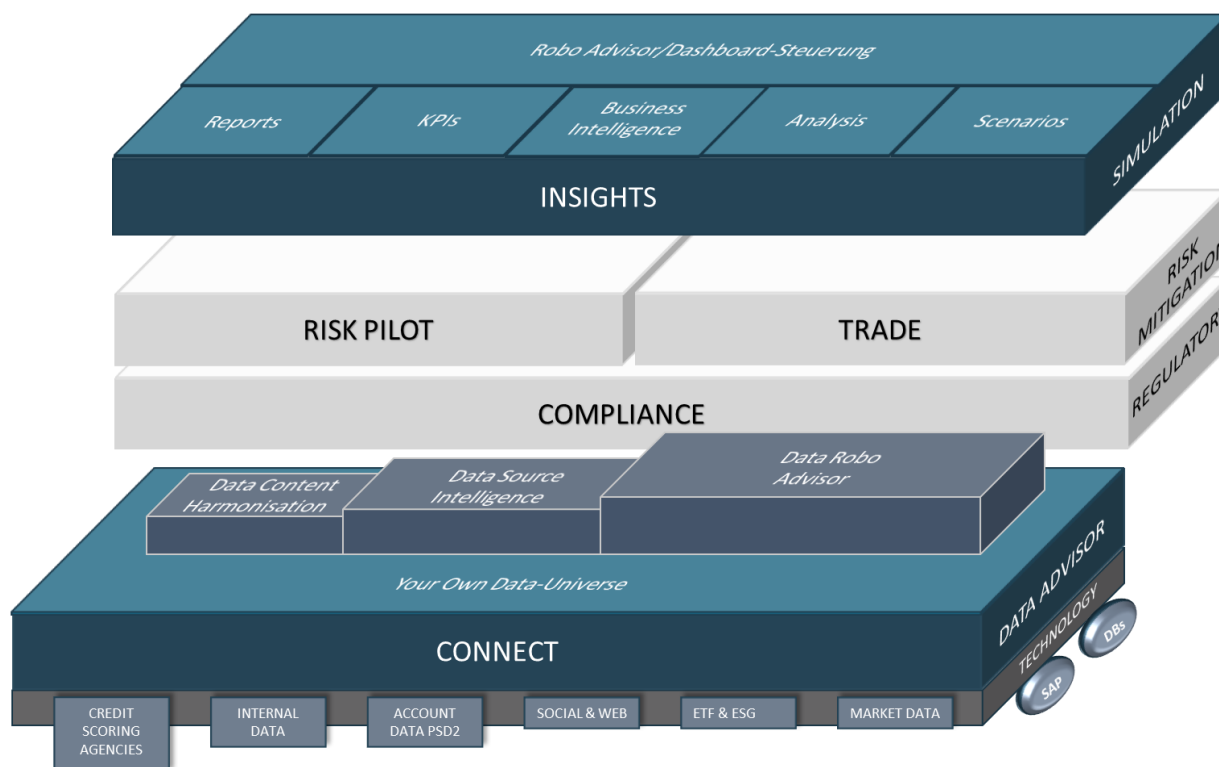 Robo Advisor/Dashboard-Steuerung
Reports
KPIs
Business
Intelligence
Analysis
Scenarios
INSIGHTS
SIMULATION
RISK PILOT
TRADE
RISK
MITIGATION
COMPLIANCE
REGULATOR
Data Content
Harmonisation
Data Source
Intelligence
Data Robo
Advisor
Your Own Data-Universe
CONNECT
DATA ADVISOR
TECHNOLOGY
SAP
DBs
CREDIT
SCORING
AGENCIES
INTERNAL
DATA
ACCOUNT
DATA PSD2
SOCIAL & WEB
ETF & ESG
MARKET DATA